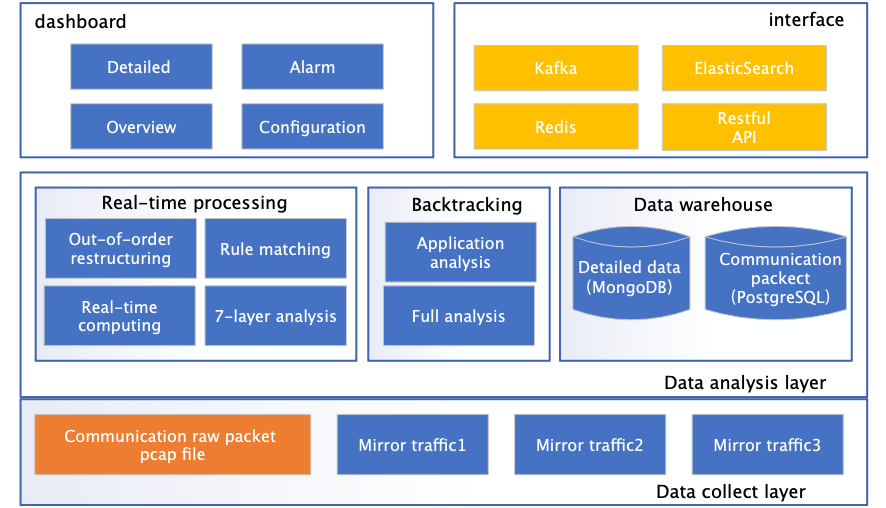 dashboard
Detailed
Alarm
Overview
Configuration
interface
Kafka
ElasticSearch
Redis
Restful
API
Real-time processing
Out-of-order
restructuring
Rule matching
Real-time
computing
7-layer analysis
Backtracking
Application
analysis
Full analysis
Data warehouse
Detailed data
(MongoDB)
Communication
packect
(PostgreSQL)
Data analysis layer
Communication raw packet
pcap file
Mirror traffic1
Mirror traffic2
Mirror traffic3
Data collect layer